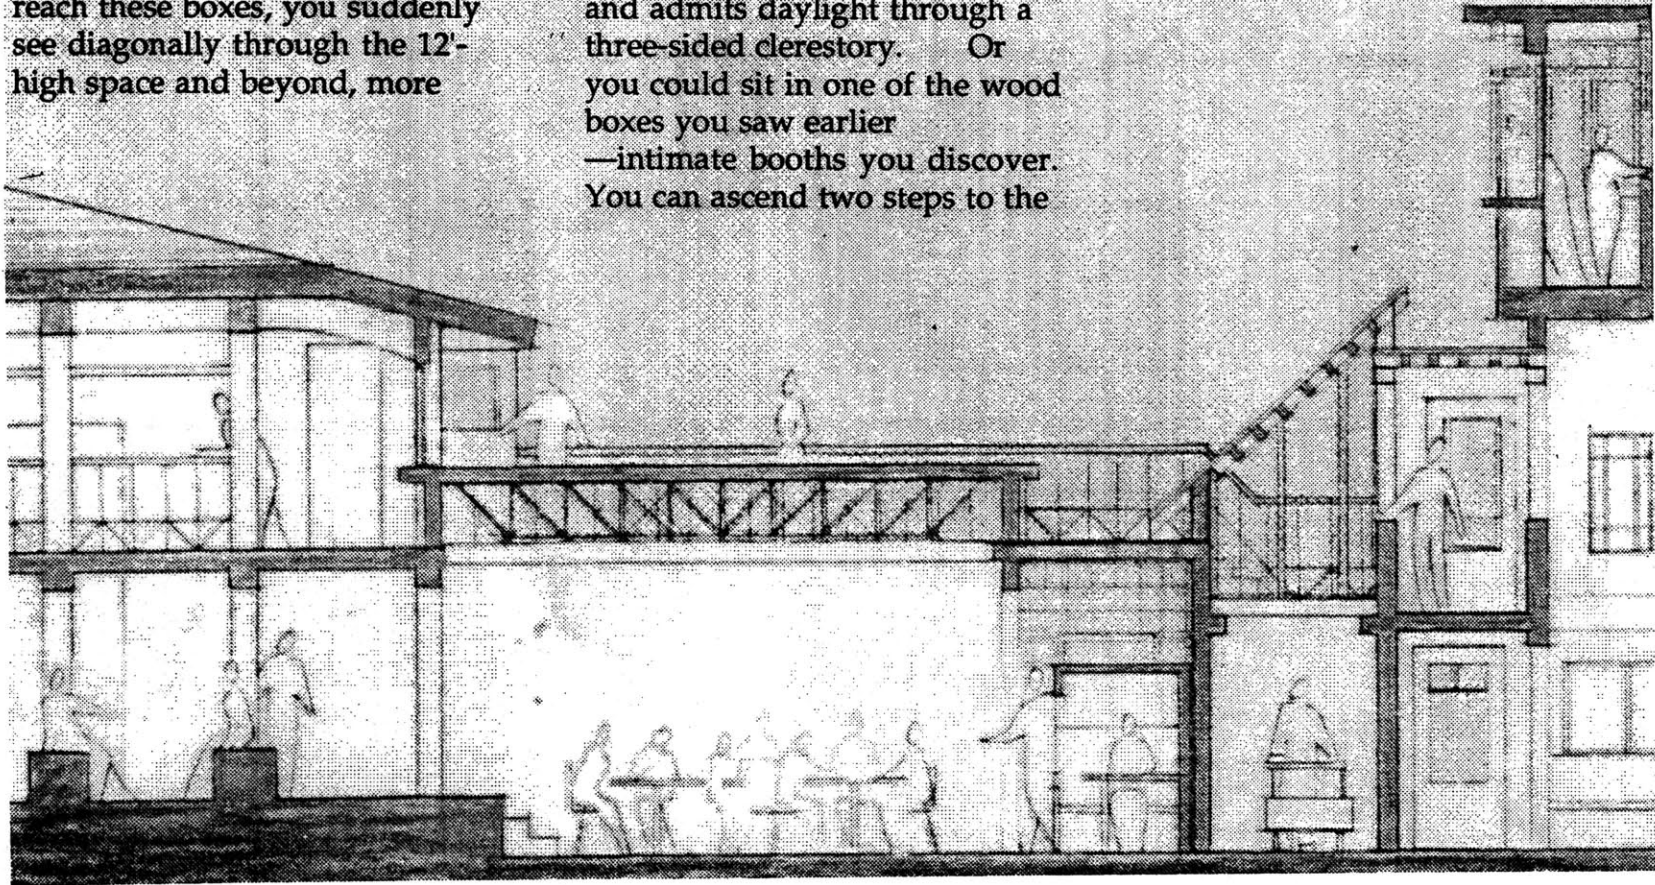 reach these boxes, you suddenly
see diagonally through the 12'-
high space and beyond, more
and admits daylight through a
three-sided clerestory. Or
you could sit in one of the wood
boxes you saw earlier
—intimate booths you discover.
You can ascend two steps to the